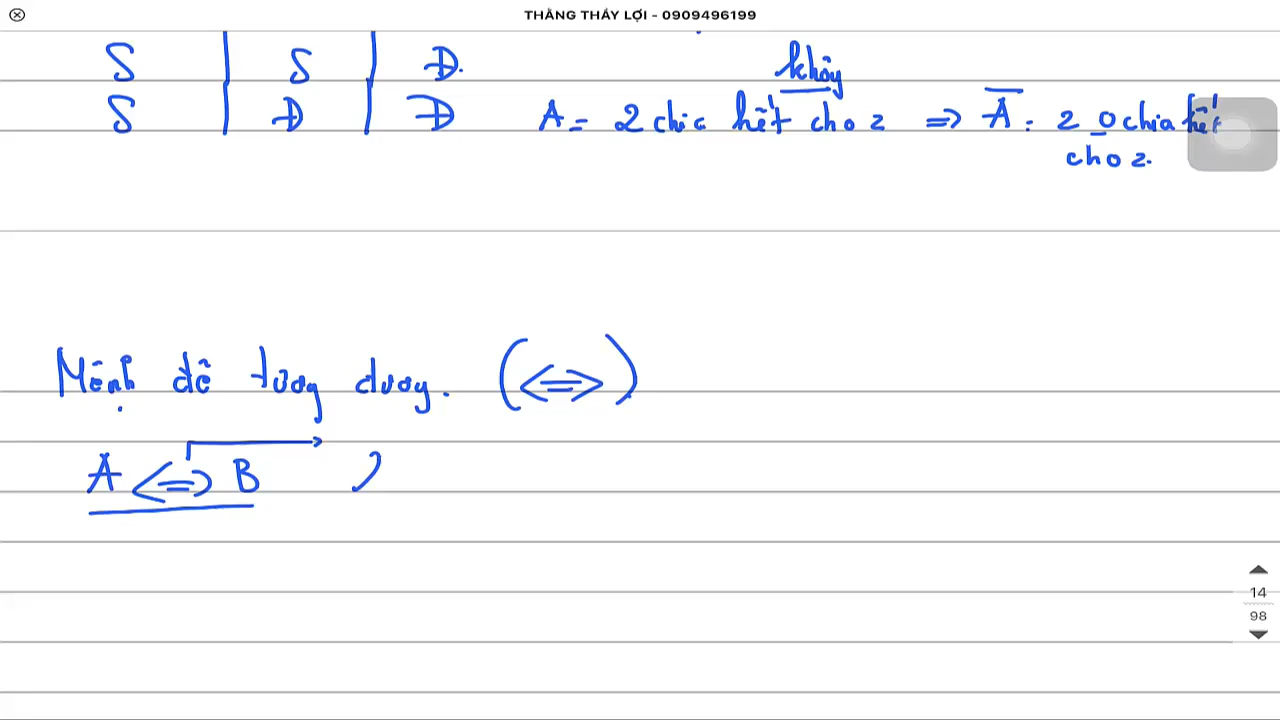 THẮNG THẦY LỢI - 0909496199
S | S | Đ.
không
S | Đ | Đ
A = 2 chia hết cho 2 => A̅ : 2 0 chia hết
cho 2.
Mệnh đề tương đương. (<=>)
A <=> B
14
98